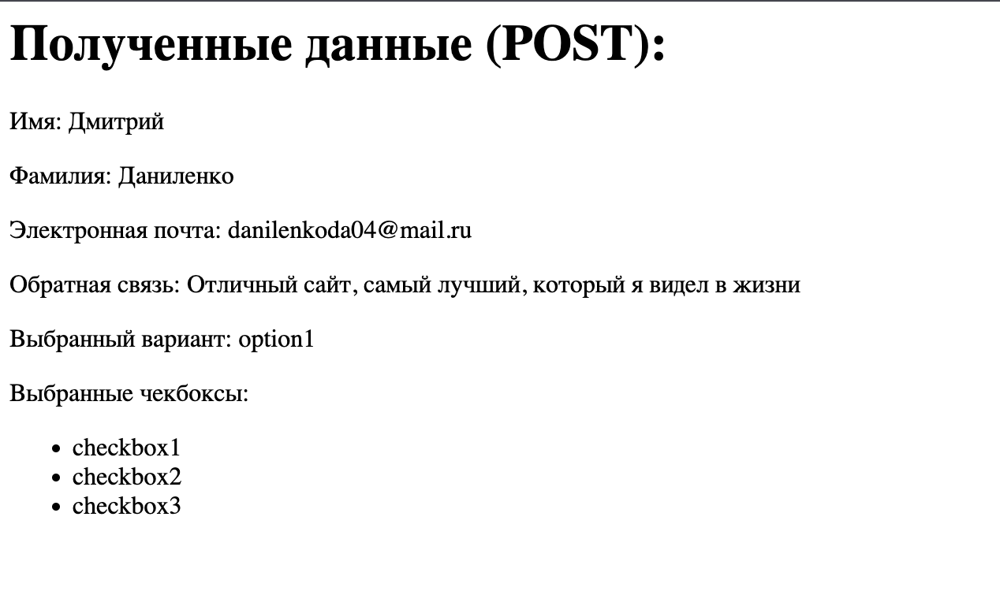 Полученные данные (POST):
Имя: Дмитрий
Фамилия: Даниленко
Электронная почта: danilenkoda04@mail.ru
Обратная связь: Отличный сайт, самый лучший, который я видел в жизни
Выбранный вариант: option1
Выбранные чекбоксы:
• checkbox1
• checkbox2
• checkbox3